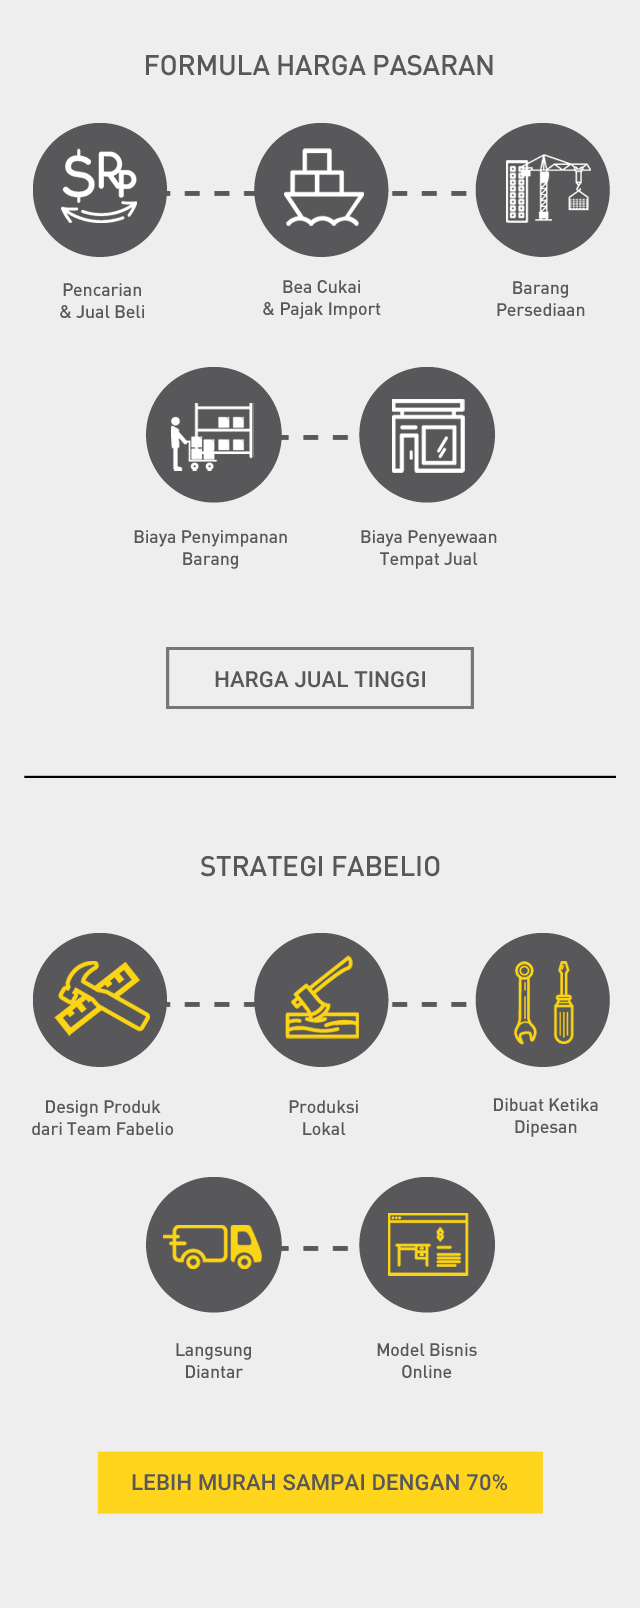 FORMULA HARGA PASARAN
$Rp
Pencarian
& Jual Beli
Bea Cukai
& Pajak Import
Barang
Persediaan
Biaya Penyimpanan
Barang
Biaya Penyewaan
Tempat Jual
HARGA JUAL TINGGI
STRATEGI FABELIO
Design Produk
dari Team Fabelio
Produksi
Lokal
Dibuat Ketika
Dipesan
$
Langsung
Diantar
Model Bisnis
Online
LEBIH MURAH SAMPAI DENGAN 70%